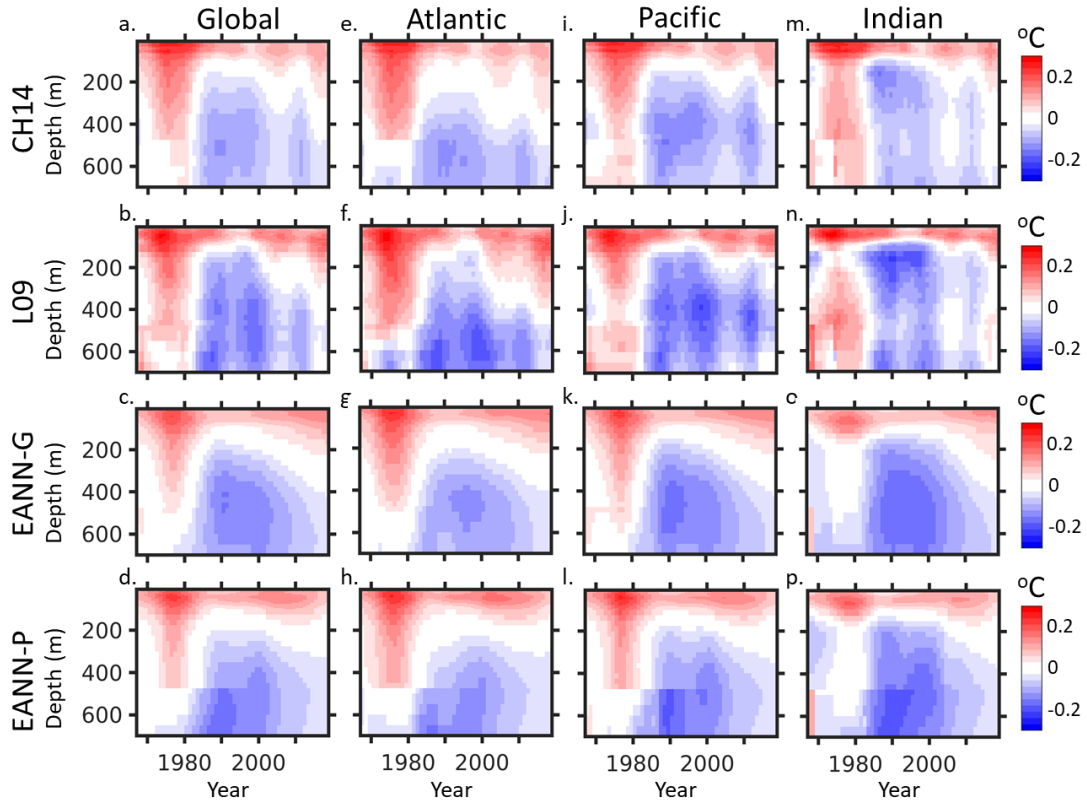 Global Atlantic Pacific Indian
a. e. i. m.
CH14
Depth (m)
200
400
600
°C
0.2
0
-0.2
b. f. j. n.
L09
Depth (m)
200
400
600
°C
0.2
0
-0.2
c. g k. o
EANN-G
Depth (m)
200
400
600
°C
0.2
0
-0.2
d. h. l. p.
EANN-P
Depth (m)
200
400
600
°C
0.2
0
-0.2
1980 2000 1980 2000 1980 2000 1980 2000
Year Year Year Year